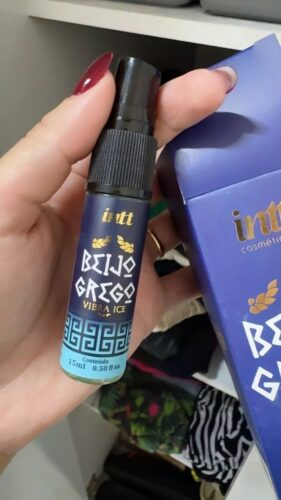 intt
BEIJO
GREGO
VIBRA ICE
Conteúdo
15ml 0.50 fl oz
intt
cosméti
BE
G